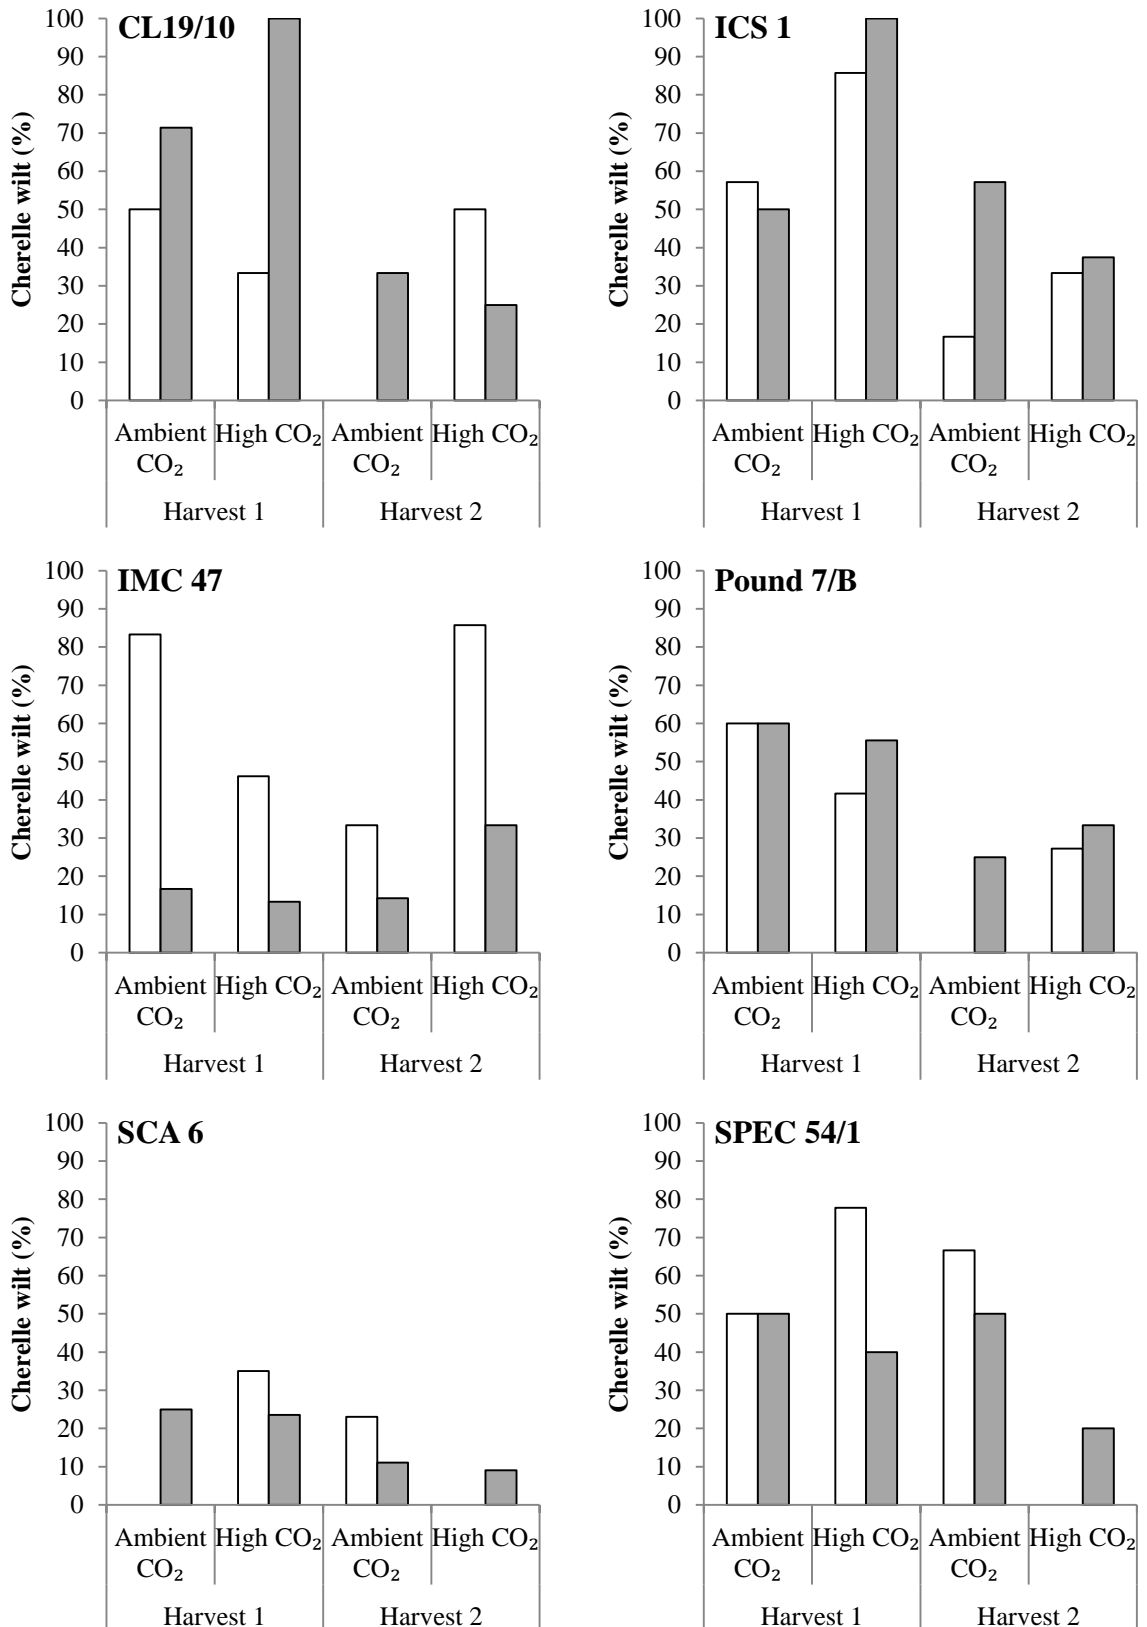 CL19/10
Cherelle wilt (%)
100
90
80
70
60
50
40
30
20
10
0
Ambient CO₂
High CO₂
Ambient CO₂
High CO₂
Harvest 1
Harvest 2
ICS 1
Cherelle wilt (%)
100
90
80
70
60
50
40
30
20
10
0
Ambient CO₂
High CO₂
Ambient CO₂
High CO₂
Harvest 1
Harvest 2
IMC 47
Cherelle wilt (%)
100
90
80
70
60
50
40
30
20
10
0
Ambient CO₂
High CO₂
Ambient CO₂
High CO₂
Harvest 1
Harvest 2
Pound 7/B
Cherelle wilt (%)
100
90
80
70
60
50
40
30
20
10
0
Ambient CO₂
High CO₂
Ambient CO₂
High CO₂
Harvest 1
Harvest 2
SCA 6
Cherelle wilt (%)
100
90
80
70
60
50
40
30
20
10
0
Ambient CO₂
High CO₂
Ambient CO₂
High CO₂
Harvest 1
Harvest 2
SPEC 54/1
Cherelle wilt (%)
100
90
80
70
60
50
40
30
20
10
0
Ambient CO₂
High CO₂
Ambient CO₂
High CO₂
Harvest 1
Harvest 2